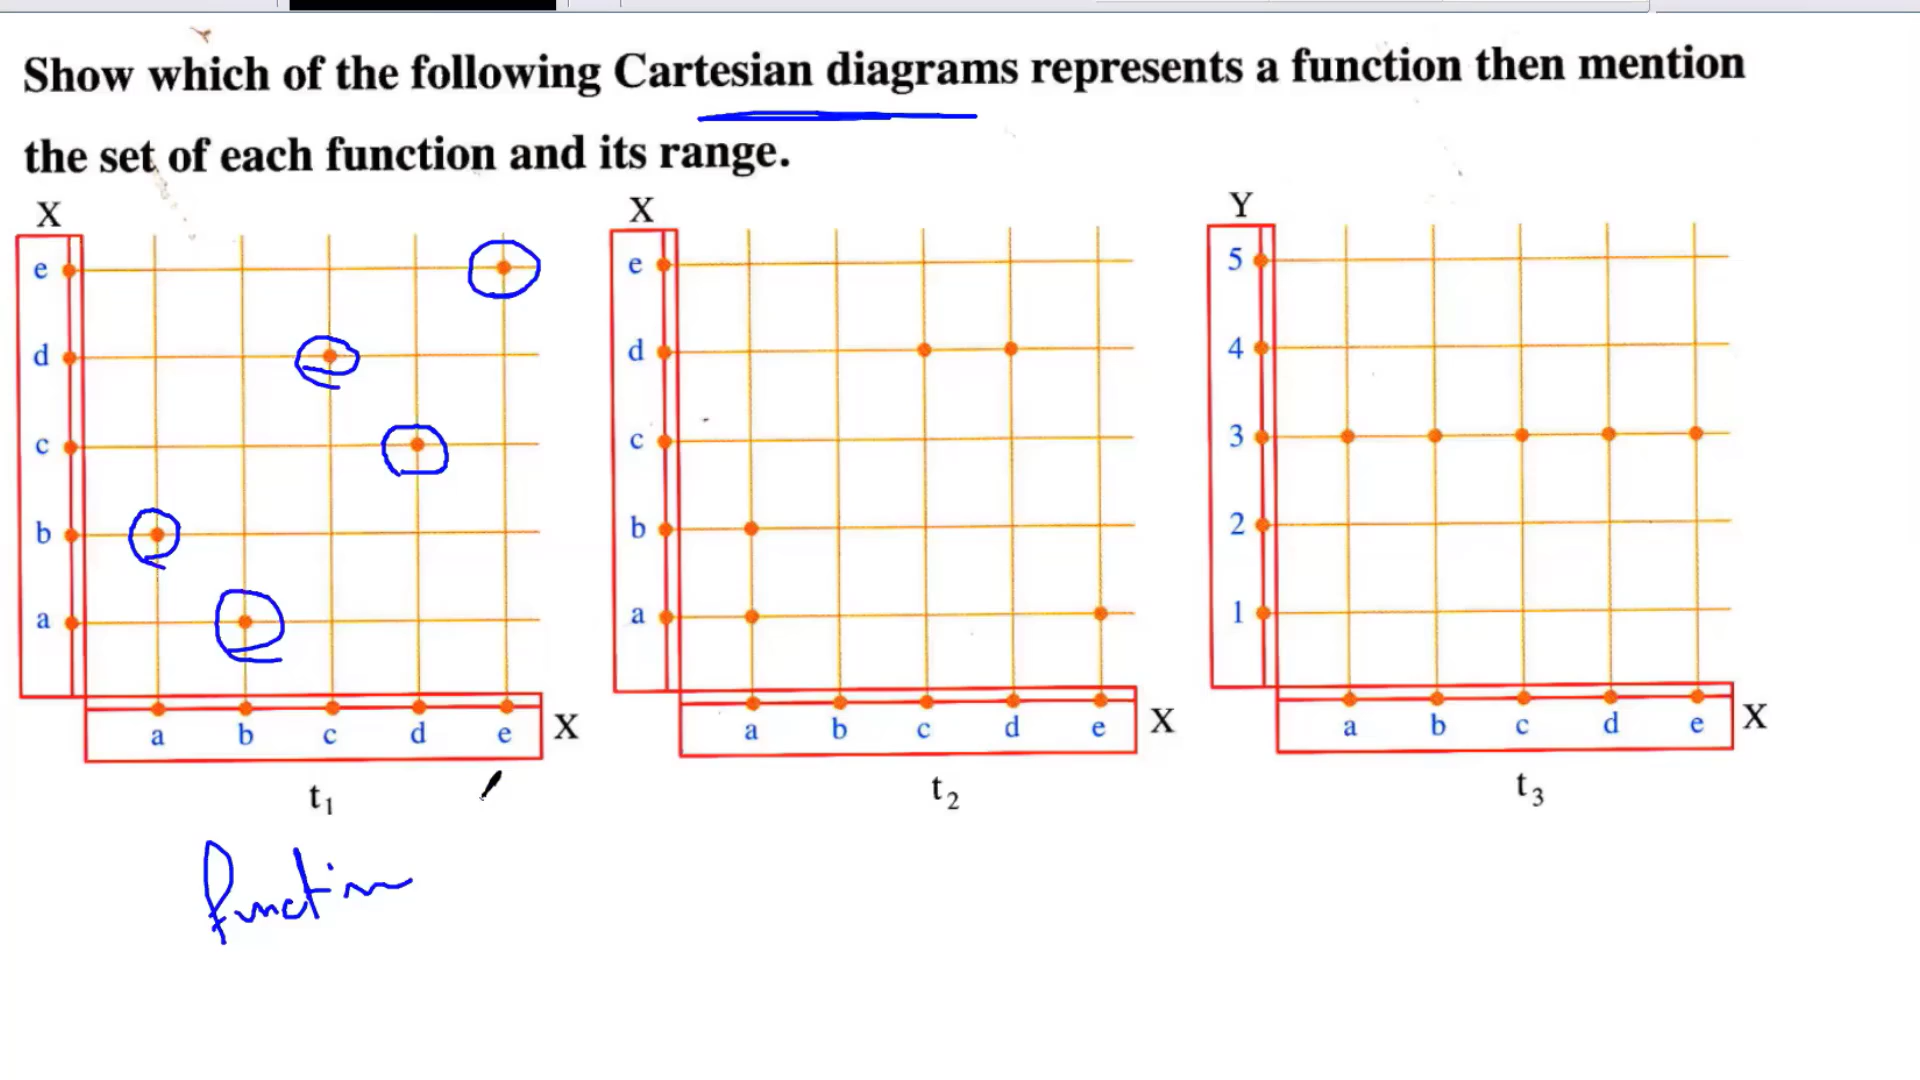 Show which of the following Cartesian diagrams represents a function then mention
the set of each function and its range.
X
e
d
c
b
a
a b c d e X
t1
X
e
d
c
b
a
a b c d e X
t2
Y
5
4
3
2
1
a b c d e X
t3
function